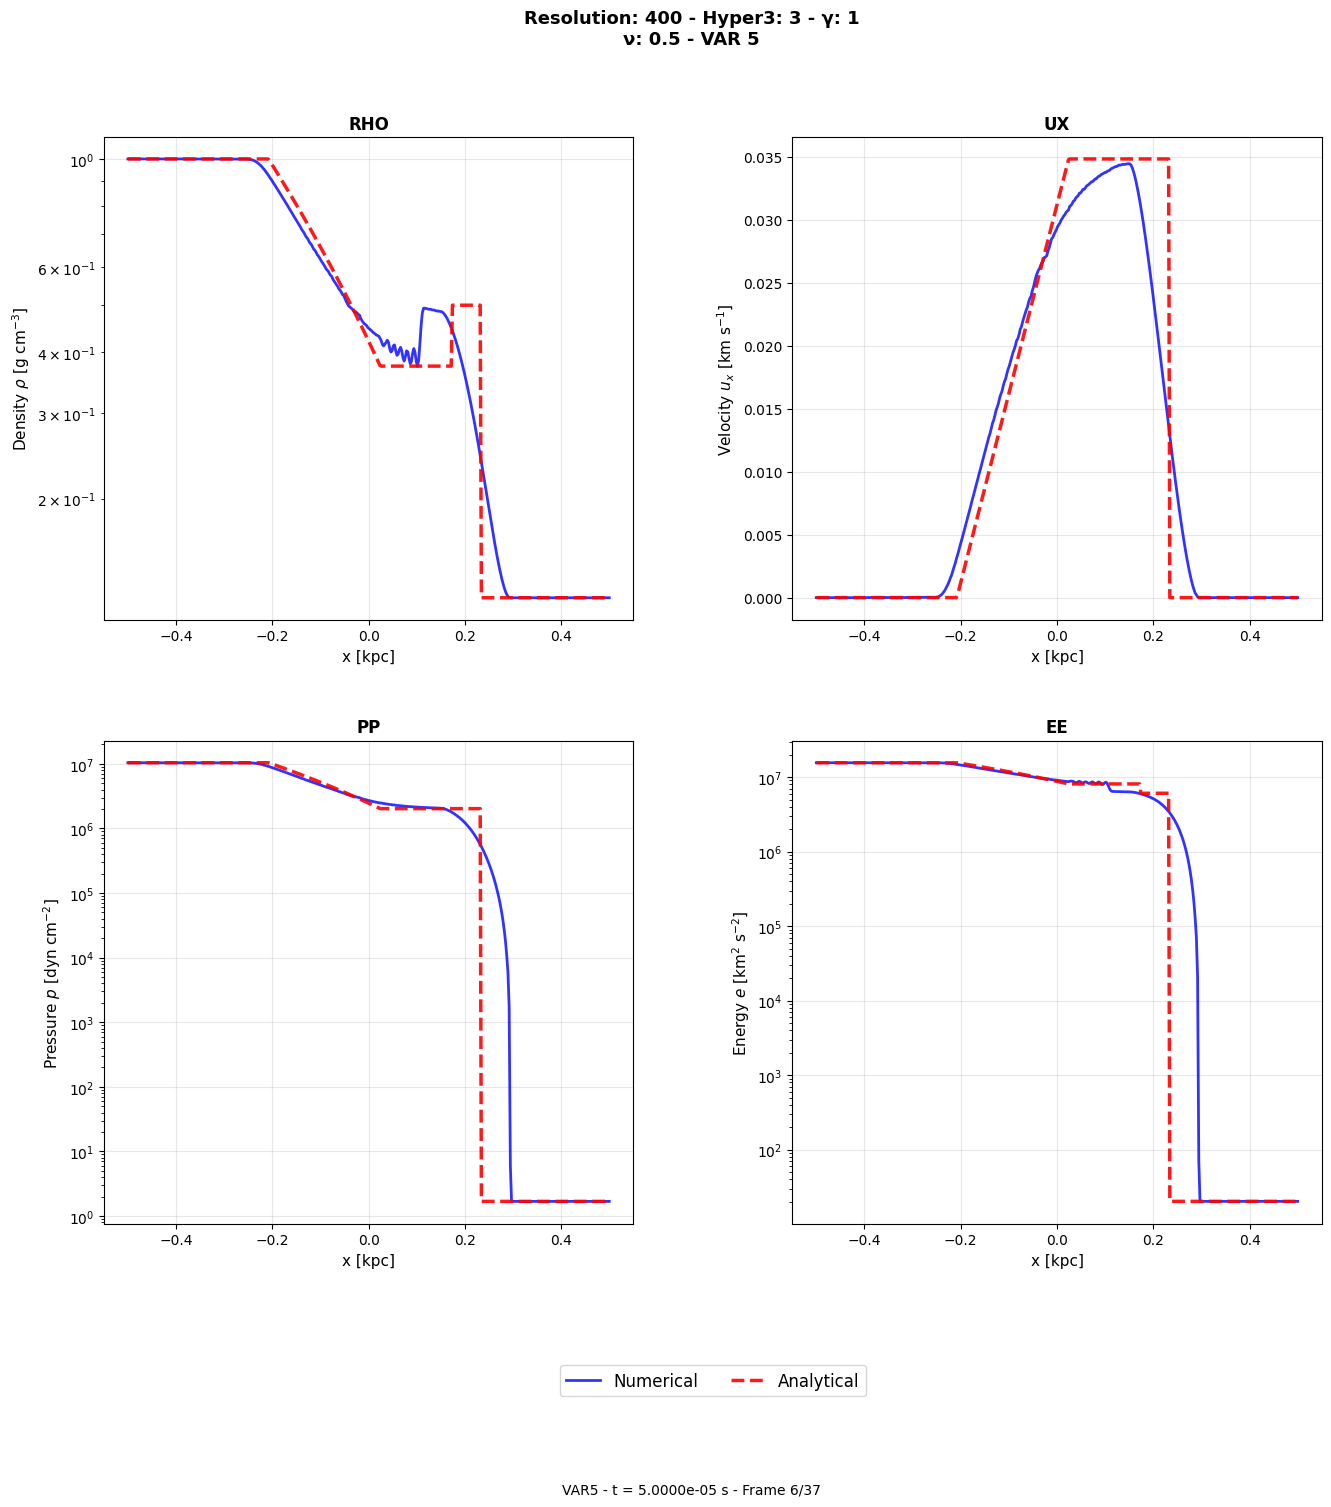 Resolution: 400 - Hyper3: 3 - γ: 1
ν: 0.5 - VAR 5
RHO
Density ρ [g cm⁻³]
10⁰
6 × 10⁻¹
4 × 10⁻¹
3 × 10⁻¹
2 × 10⁻¹
−0.4 −0.2 0.0 0.2 0.4
x [kpc]
UX
Velocity uₓ [km s⁻¹]
0.035
0.030
0.025
0.020
0.015
0.010
0.005
0.000
−0.4 −0.2 0.0 0.2 0.4
x [kpc]
PP
Pressure p [dyn cm⁻²]
10⁷
10⁶
10⁵
10⁴
10³
10²
10¹
10⁰
−0.4 −0.2 0.0 0.2 0.4
x [kpc]
EE
Energy e [km² s⁻²]
10⁷
10⁶
10⁵
10⁴
10³
10²
−0.4 −0.2 0.0 0.2 0.4
x [kpc]
Numerical Analytical
VAR5 - t = 5.0000e-05 s - Frame 6/37